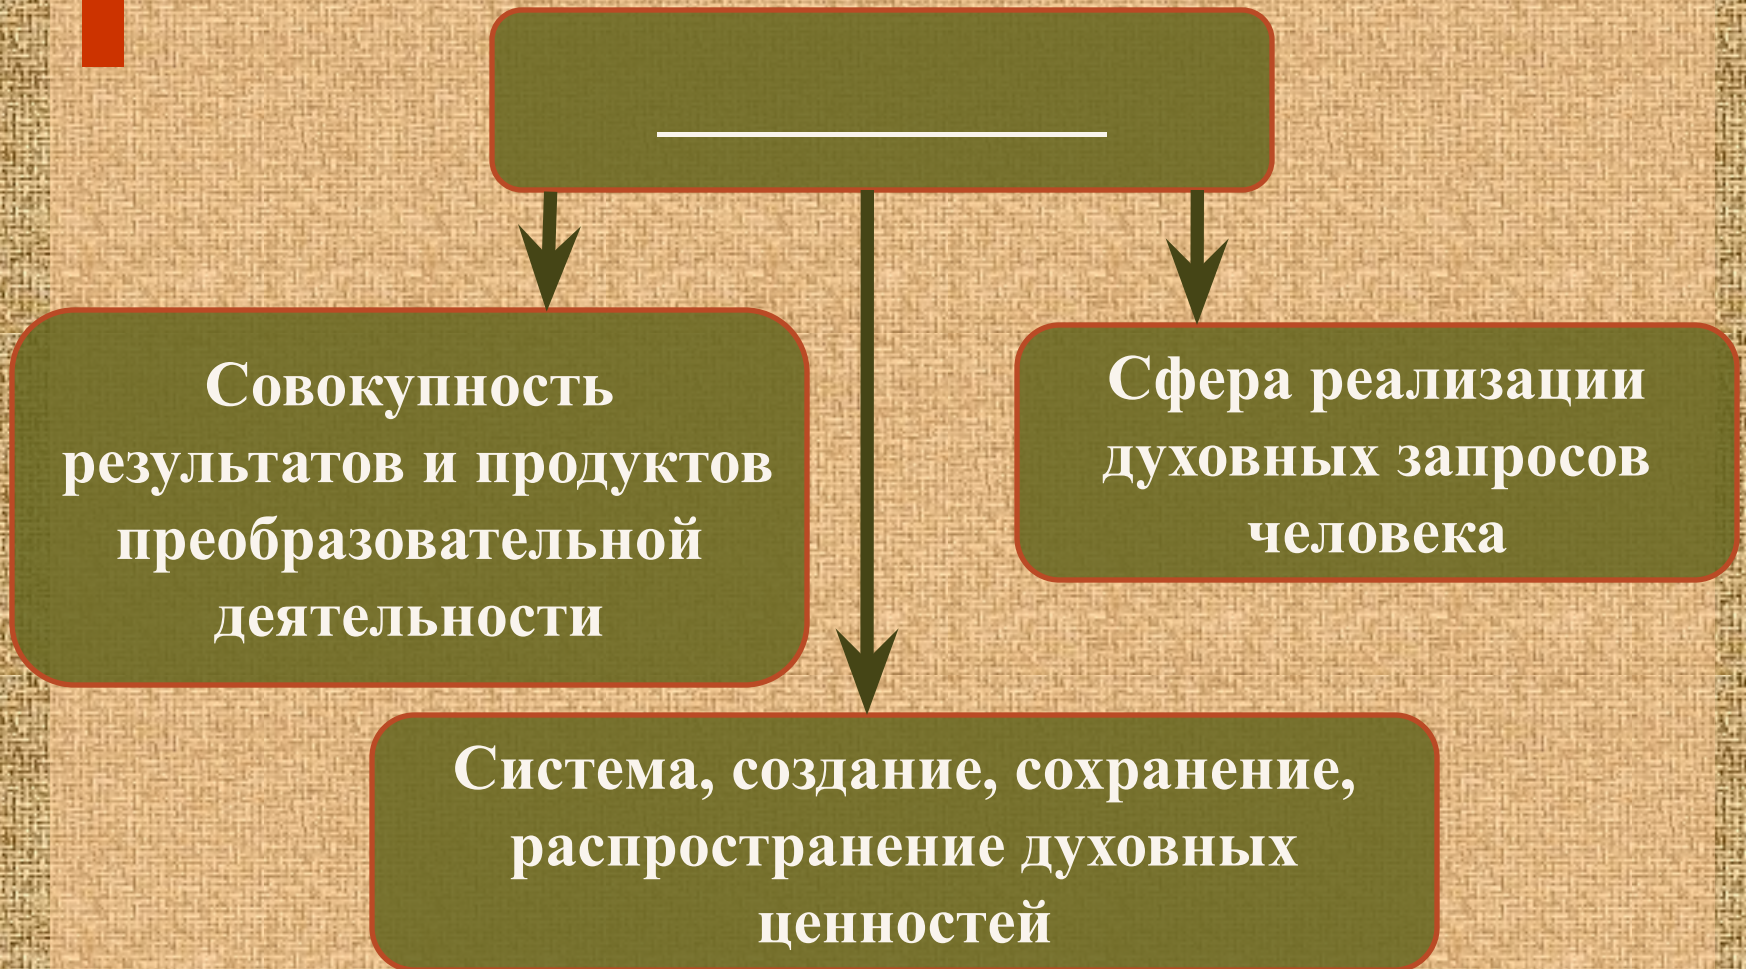 Совокупность
результатов и продуктов
преобразовательной
деятельности
Сфера реализации
духовных запросов
человека
Система, создание, сохранение,
распространение духовных
ценностей